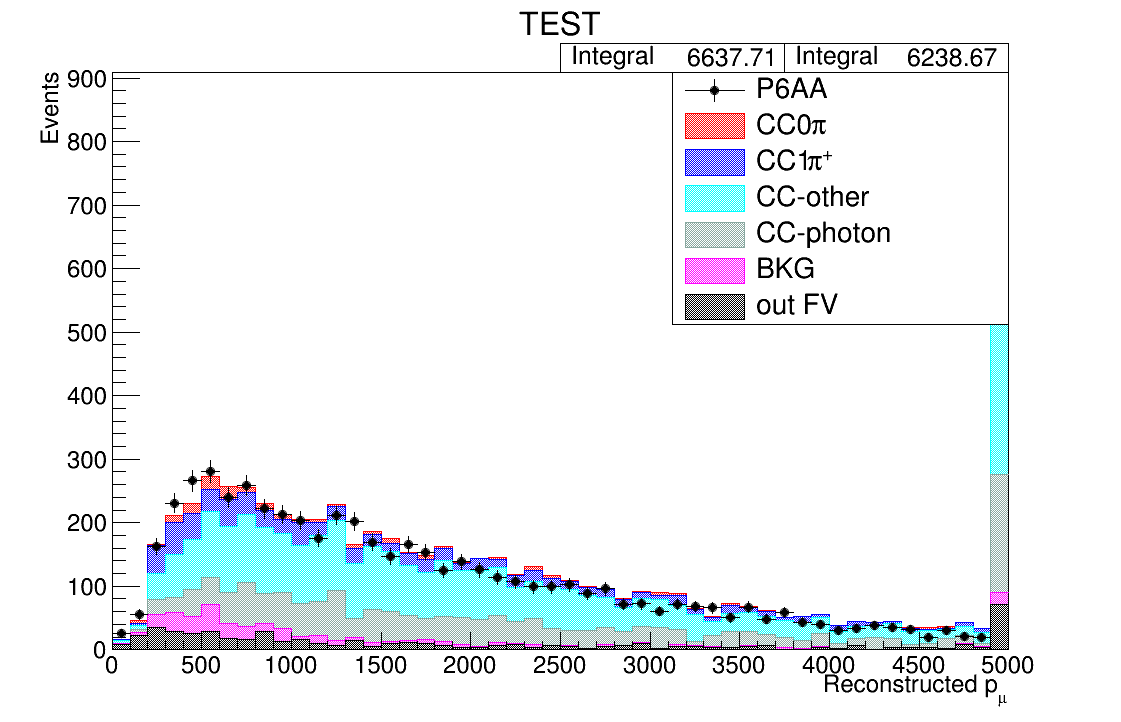 TEST
Integral 6637.71 Integral 6238.67
P6AA
CC0π
CC1π⁺
CC-other
CC-photon
BKG
out FV
Events
900
800
700
600
500
400
300
200
100
0
0 500 1000 1500 2000 2500 3000 3500 4000 4500 5000
Reconstructed pμ